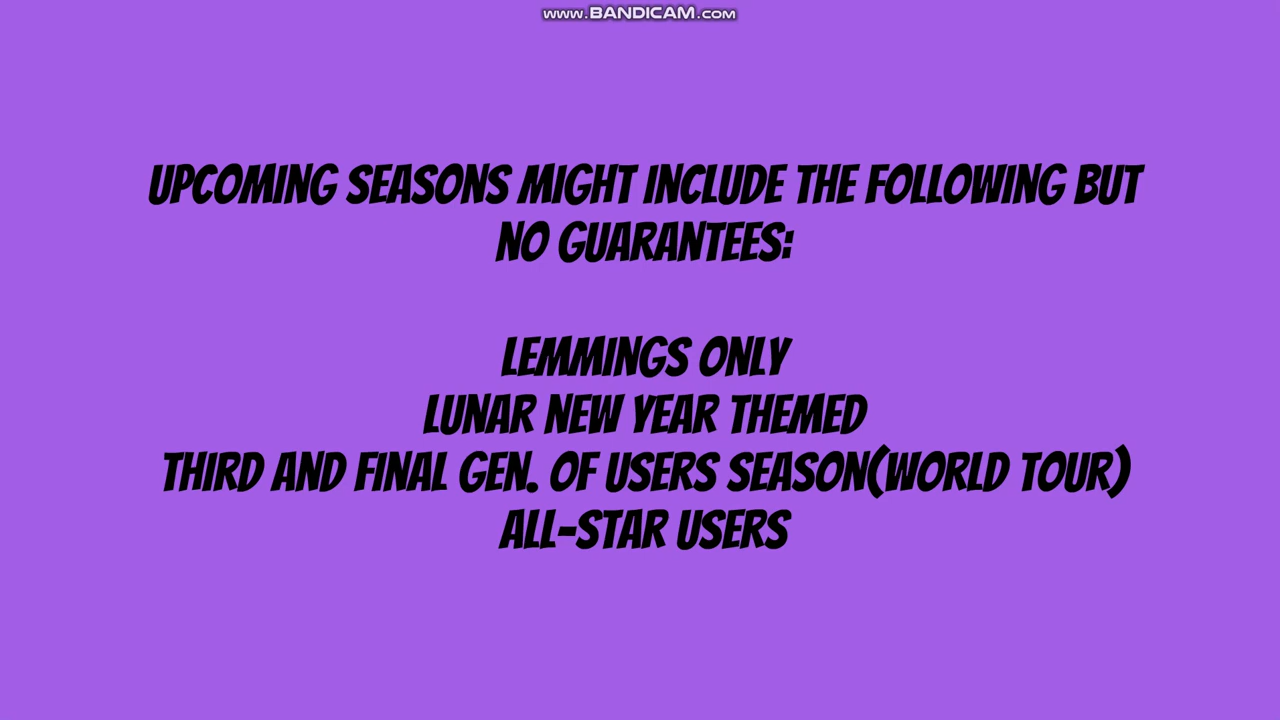 www.BANDICAM.com
UPCOMING SEASONS MIGHT INCLUDE THE FOLLOWING BUT
NO GUARANTEES:
LEMMINGS ONLY
LUNAR NEW YEAR THEMED
THIRD AND FINAL GEN. OF USERS SEASON(WORLD TOUR)
ALL-STAR USERS